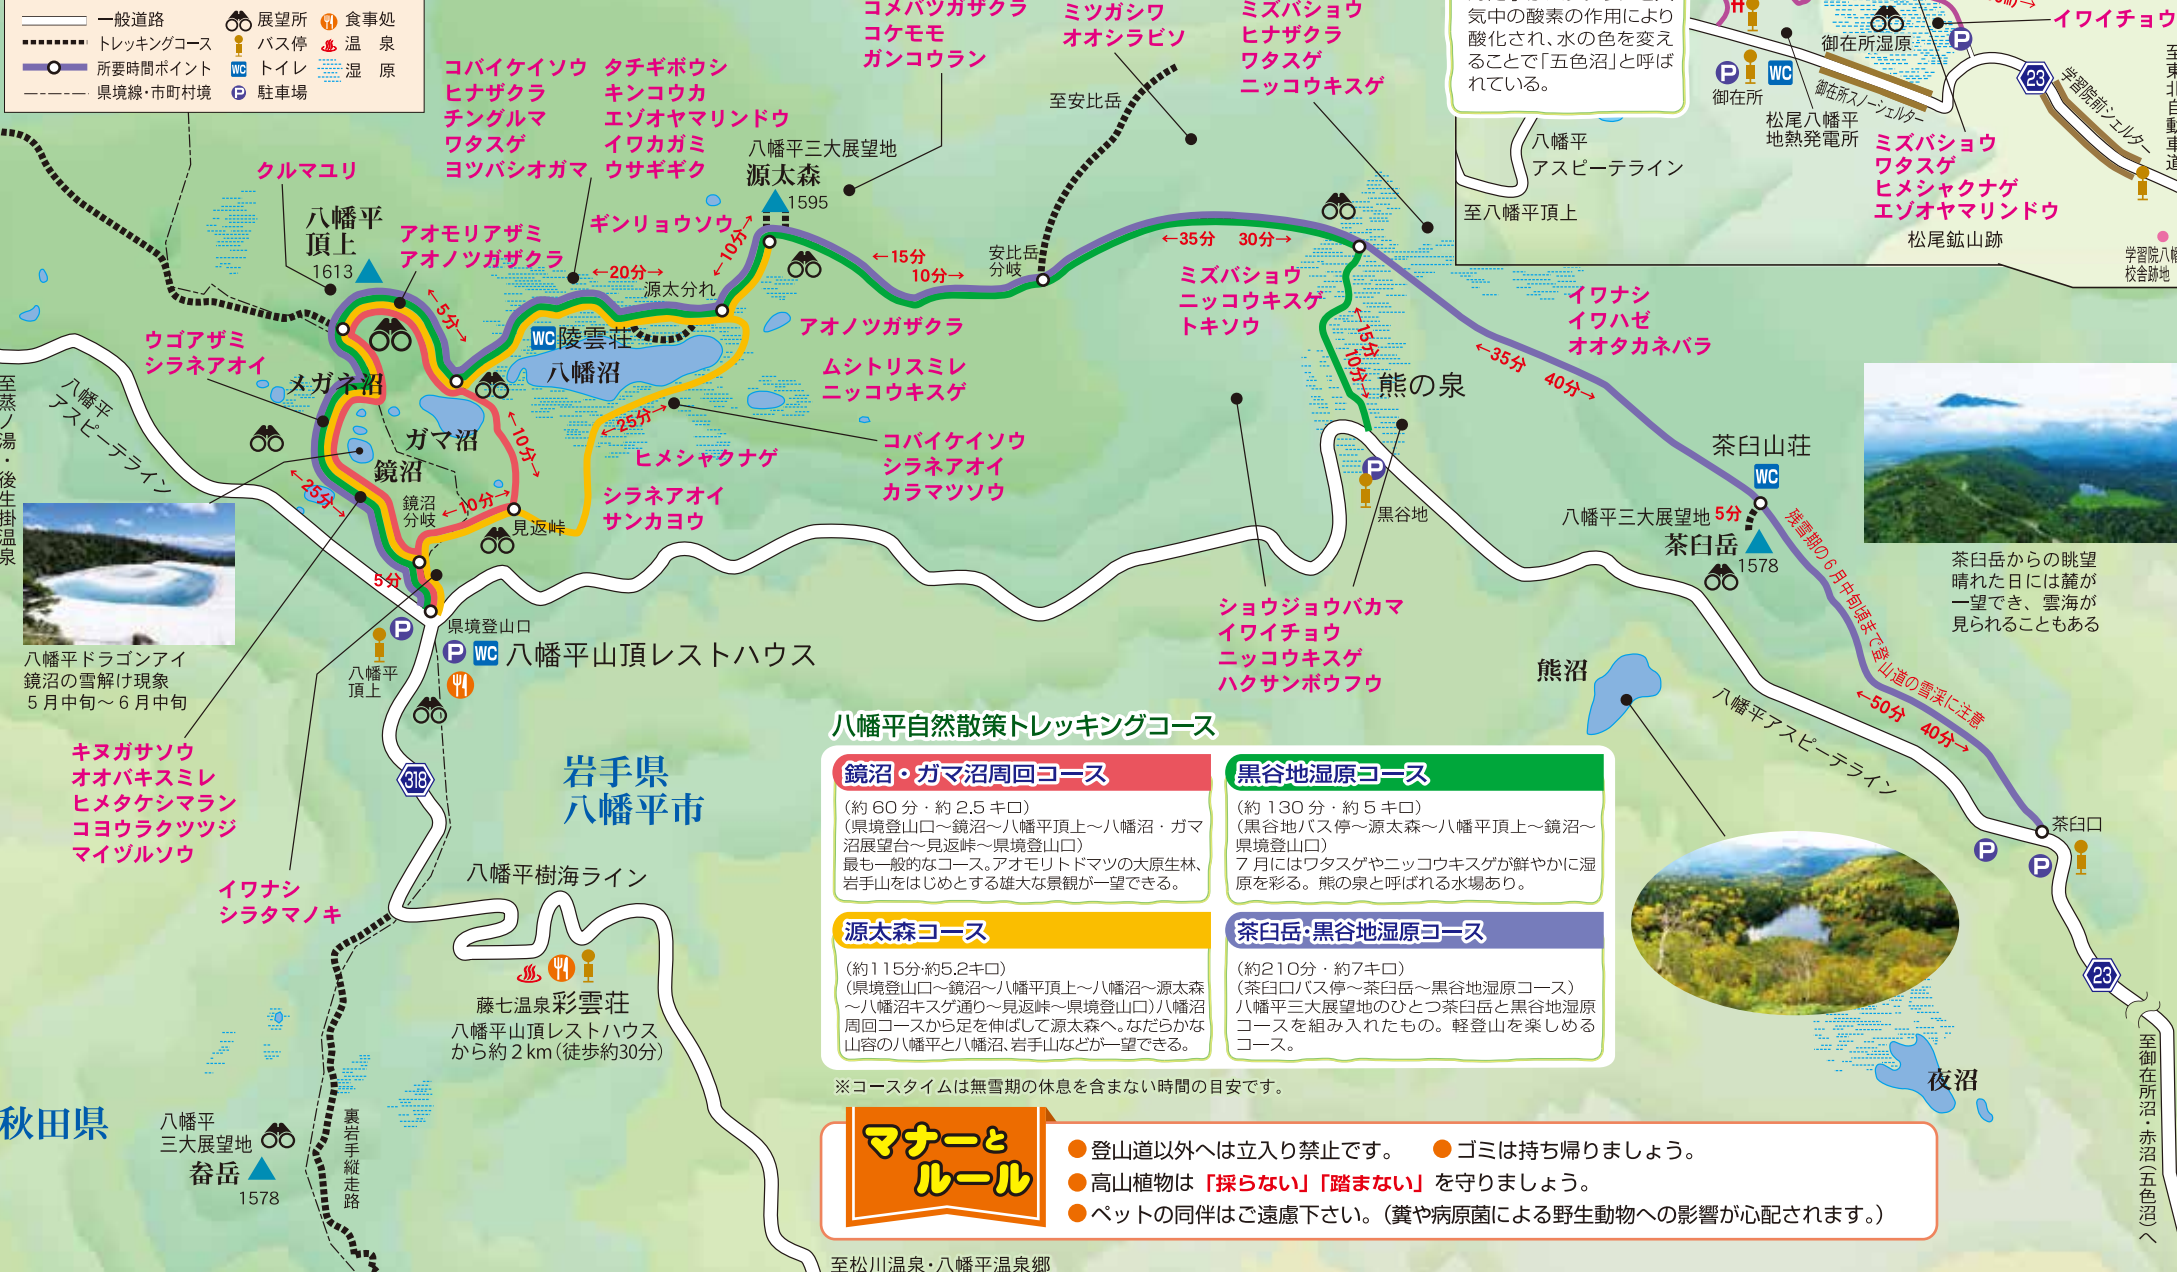 一般道路
トレッキングコース
所要時間ポイント
県境線・市町村境
展望所
バス停
WC トイレ
P 駐車場
食事処
温 泉
湿 原
コメバツガザクラ
コケモモ
ガンコウラン
ミツガシワ
オオシラビソ
ミズバショウ
ヒナザクラ
ワタスゲ
ニッコウキスゲ
気中の酸素の作用により
酸化され、水の色を変え
ることで「五色沼」と呼ば
れている。
イワイチョウ
御在所湿原
P
P
WC
御在所
御在所スノーシェルター
松尾八幡平
地熱発電所
23
学習院前シェルター
至東北自動車道
ミズバショウ
ワタスゲ
ヒメシャクナゲ
エゾオヤマリンドウ
松尾鉱山跡
学習院八幡
校舎跡地
八幡平
アスピーテライン
至八幡平頂上
コバイケイソウ
ヒナザクラ
チングルマ
ワタスゲ
ヨツバシオガマ
タチギボウシ
キンコウカ
エゾオヤマリンドウ
イワカガミ
ウサギギク
八幡平三大展望地
源太森
1595
至安比岳
クルマユリ
八幡平
頂上
1613
アオモリアザミ
アオノツガザクラ
ギンリョウソウ
←10分→
←20分→
源太分れ
←5分→
←15分
10分→
安比岳
分岐
←35分 30分→
ミズバショウ
ニッコウキスゲ
トキソウ
イワナシ
イワハゼ
オオタカネバラ
←15分
10分→
←35分 40分→
熊の泉
P
黒谷地
ウゴアザミ
シラネアオイ
メガネ沼
WC 陵雲荘
八幡沼
アオノツガザクラ
ムシトリスミレ
ニッコウキスゲ
ガマ沼
鏡沼
←10分→
←25分→
ヒメシャクナゲ
コバイケイソウ
シラネアオイ
カラマツソウ
シラネアオイ
サンカヨウ
鏡沼
分岐
←10分→
見返峠
←25分→
5分
八幡平
アスピーテライン
至蒸ノ湯・後生掛温泉
八幡平ドラゴンアイ
鏡沼の雪解け現象
5月中旬～6月中旬
P
八幡平
頂上
県境登山口
P WC 八幡平山頂レストハウス
茶臼山荘
WC
八幡平三大展望地 5分
茶臼岳
1578
茶臼岳からの眺望
晴れた日には麓が
一望でき、雲海が
見られることもある
残雪期の6月中旬頃まで登山道の雪渓に注意
←50分 40分→
ショウジョウバカマ
イワイチョウ
ニッコウキスゲ
ハクサンボウフウ
熊沼
八幡平アスピーテライン
茶臼口
P
P
23
キヌガサソウ
オオバキスミレ
ヒメタケシマラン
コヨウラクツツジ
マイヅルソウ
イワナシ
シラタマノキ
318
岩手県
八幡平市
八幡平樹海ライン
藤七温泉彩雲荘
八幡平山頂レストハウス
から約2km(徒歩約30分)
八幡平自然散策トレッキングコース
鏡沼・ガマ沼周回コース
(約60分・約2.5キロ)
(県境登山口～鏡沼～八幡平頂上～八幡沼・ガマ
沼展望台～見返峠～県境登山口)
最も一般的なコース。アオモリトドマツの大原生林、
岩手山をはじめとする雄大な景観が一望できる。
黒谷地湿原コース
(約130分・約5キロ)
(黒谷地バス停～源太森～八幡平頂上～鏡沼～
県境登山口)
7月にはワタスゲやニッコウキスゲが鮮やかに湿
原を彩る。熊の泉と呼ばれる水場あり。
源太森コース
(約115分・約5.2キロ)
(県境登山口～鏡沼～八幡平頂上～八幡沼～源太森
～八幡沼キスゲ通り～見返峠～県境登山口)八幡沼
周回コースから足を伸ばして源太森へ。なだらかな
山容の八幡平と八幡沼、岩手山などが一望できる。
茶臼岳・黒谷地湿原コース
(約210分・約7キロ)
(茶臼口バス停～茶臼岳～黒谷地湿原コース)
八幡平三大展望地のひとつ茶臼岳と黒谷地湿原
コースを組み入れたもの。軽登山を楽しめる
コース。
※コースタイムは無雪期の休息を含まない時間の目安です。
夜沼
至御在所沼・赤沼(五色沼)へ
秋田県
八幡平
三大展望地
畚岳
1578
裏岩手縦走路
マナーと
ルール
●登山道以外へは立入り禁止です。 ●ゴミは持ち帰りましょう。
●高山植物は「採らない」「踏まない」を守りましょう。
●ペットの同伴はご遠慮下さい。(糞や病原菌による野生動物への影響が心配されます。)
至松川温泉・八幡平温泉郷